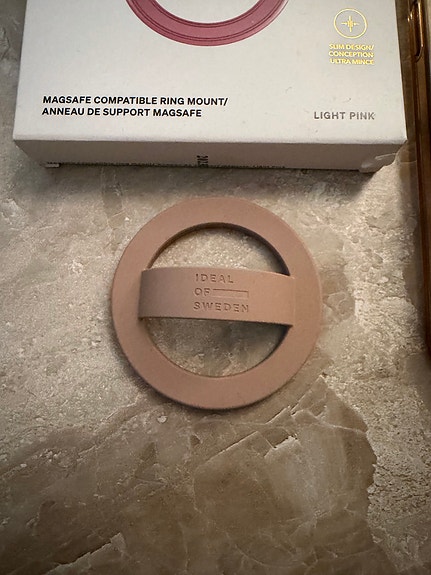 SLIM DESIGN/
CONCEPTION
ULTRA MINCE
MAGSAFE COMPATIBLE RING MOUNT/
ANNEAU DE SUPPORT MAGSAFE
LIGHT PINK
IDEAL
OF
SWEDEN